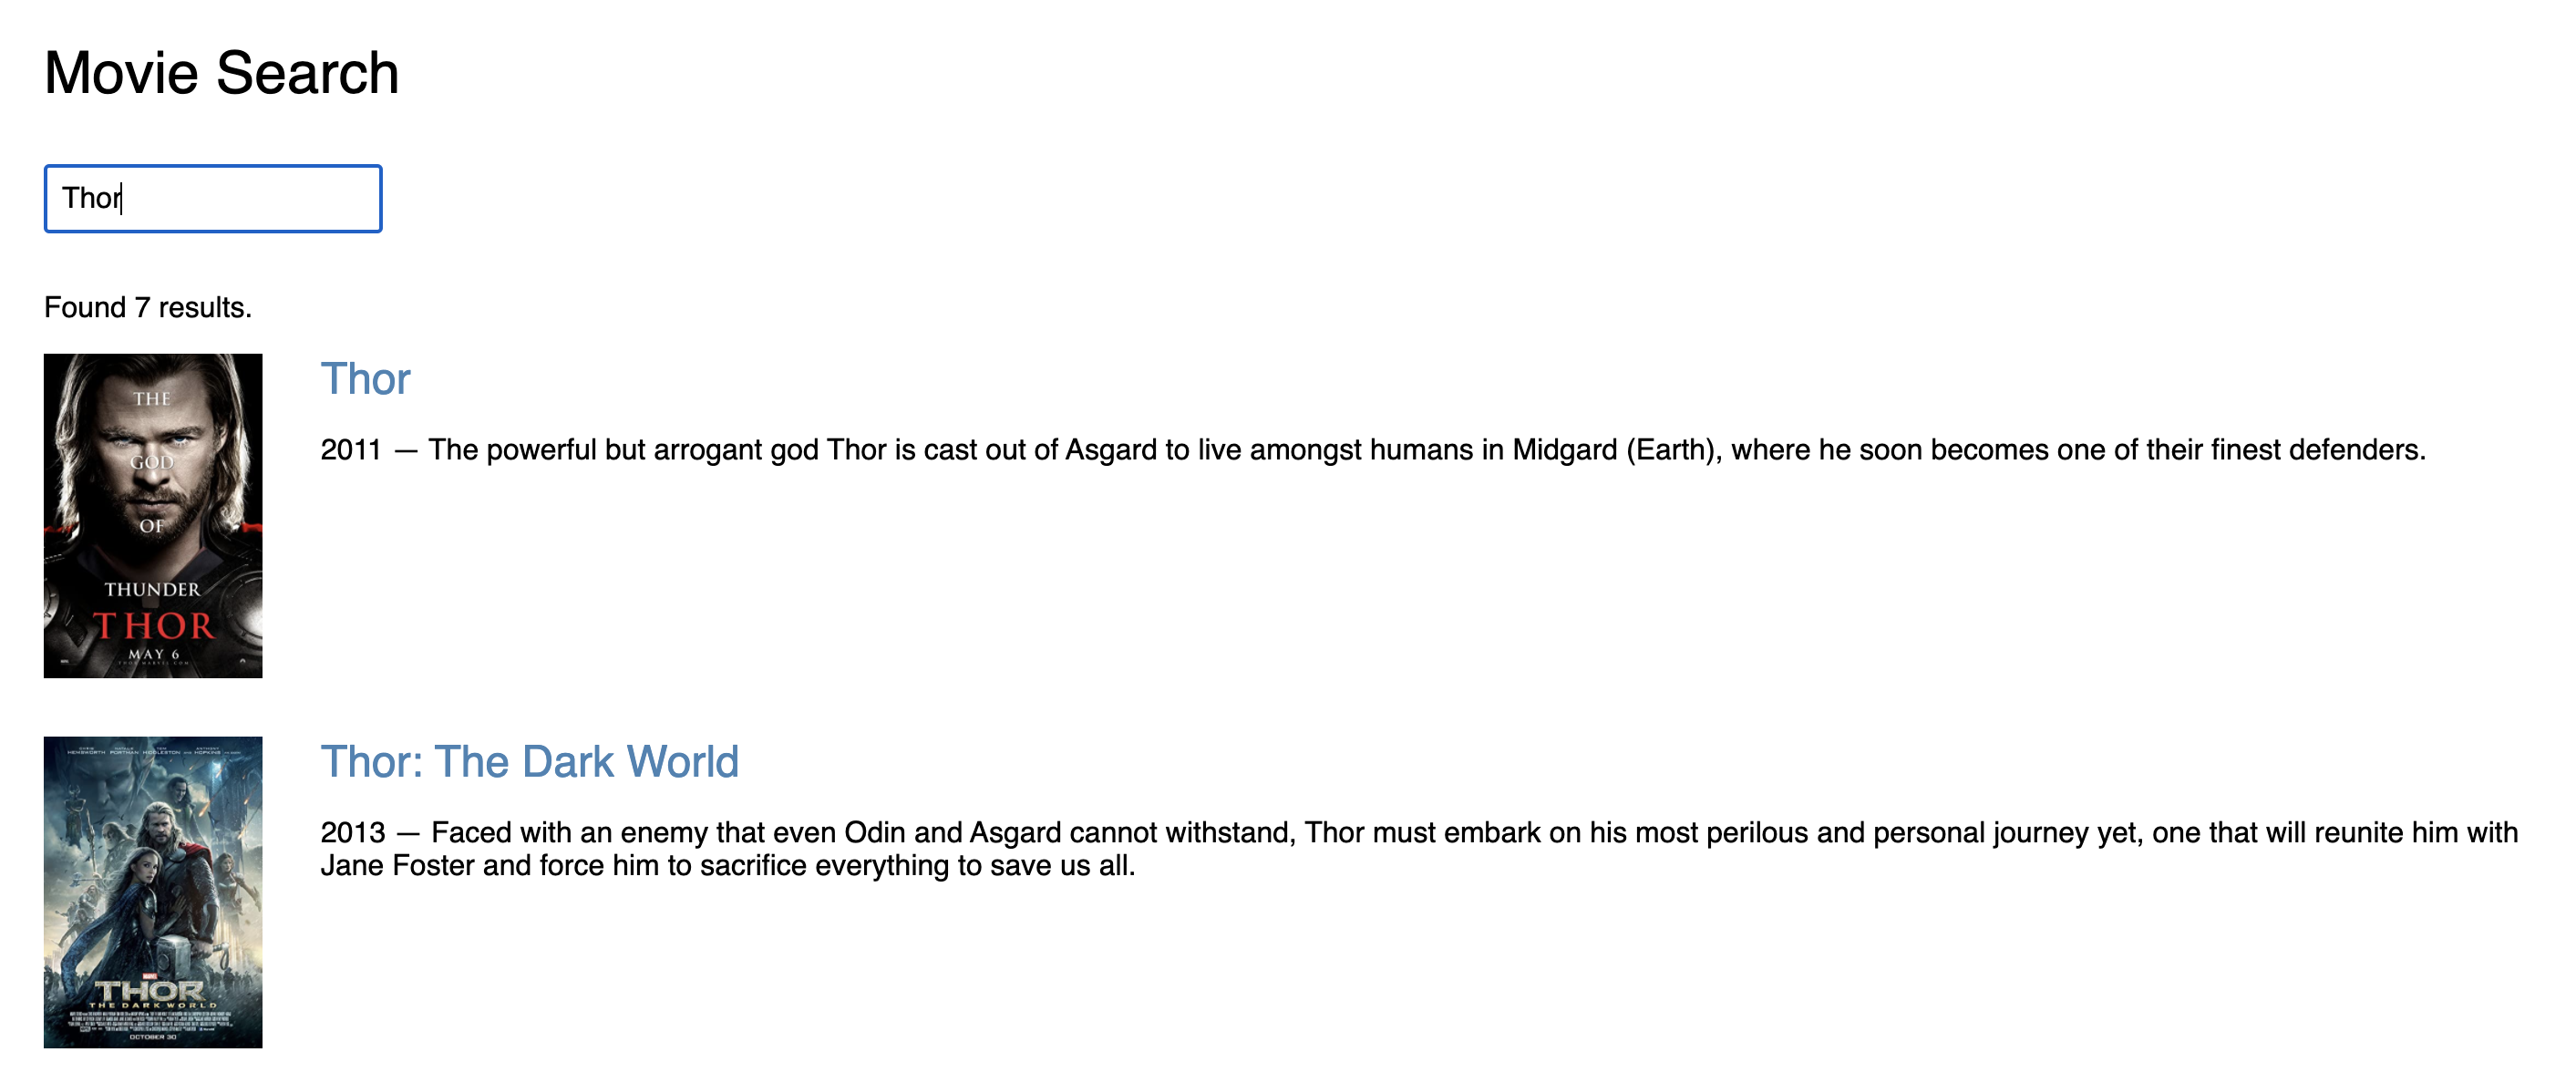 Movie Search
Thor
Found 7 results.
THE
GOD
OF
THUNDER
THOR
MAY 6
Thor
2011 — The powerful but arrogant god Thor is cast out of Asgard to live amongst humans in Midgard (Earth), where he soon becomes one of their finest defenders.
THOR
THE DARK WORLD
OCTOBER 30
Thor: The Dark World
2013 — Faced with an enemy that even Odin and Asgard cannot withstand, Thor must embark on his most perilous and personal journey yet, one that will reunite him with
Jane Foster and force him to sacrifice everything to save us all.